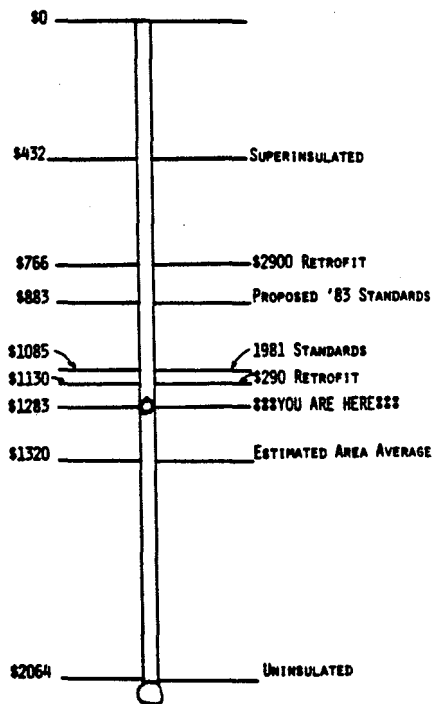 $0
$432 SUPERINSULATED
$766 $2900 RETROFIT
$883 PROPOSED '83 STANDARDS
$1085 1981 STANDARDS
$1130 $290 RETROFIT
$1283 $$$YOU ARE HERE$$$
$1320 ESTIMATED AREA AVERAGE
$2064 UNINSULATED